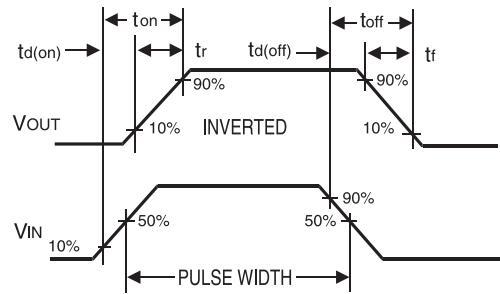 ton toff
td(on) tr td(off) tf
90% 90%
VOUT 10% INVERTED 10%
90%
50% 50%
VIN
10%
PULSE WIDTH